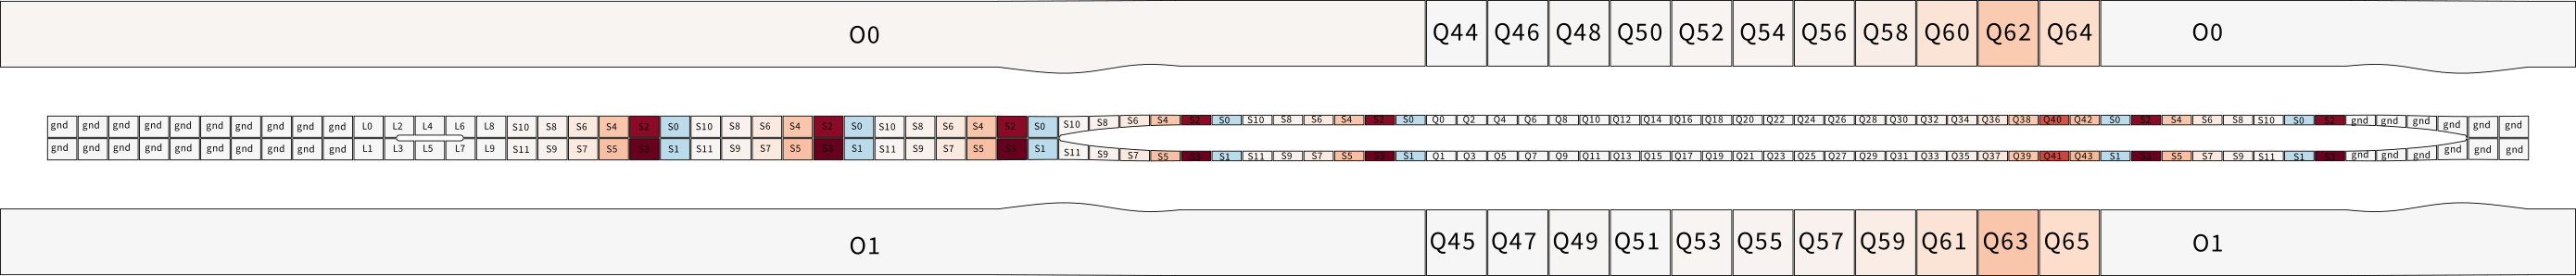 O0 Q44 Q46 Q48 Q50 Q52 Q54 Q56 Q58 Q60 Q62 Q64 O0
gnd gnd gnd gnd gnd gnd gnd gnd gnd gnd L0 L2 L4 L6 L8 S10 S8 S6 S4 S2 S0 S10 S8 S6 S4 S2 S0 S10 S8 S6 S4 S2 S0 S10 S8 S6 S4 S2 S0 S10 S8 S6 S4 S2 S0 Q0 Q2 Q4 Q6 Q8 Q10 Q12 Q14 Q16 Q18 Q20 Q22 Q24 Q26 Q28 Q30 Q32 Q34 Q36 Q38 Q40 Q42 S0 S2 S4 S6 S8 S10 S0 S2 gnd gnd gnd gnd gnd gnd
gnd gnd gnd gnd gnd gnd gnd gnd gnd gnd L1 L3 L5 L7 L9 S11 S9 S7 S5 S3 S1 S11 S9 S7 S5 S3 S1 S11 S9 S7 S5 S3 S1 S11 S9 S7 S5 S3 S1 S11 S9 S7 S5 S3 S1 Q1 Q3 Q5 Q7 Q9 Q11 Q13 Q15 Q17 Q19 Q21 Q23 Q25 Q27 Q29 Q31 Q33 Q35 Q37 Q39 Q41 Q43 S1 S3 S5 S7 S9 S11 S1 S3 gnd gnd gnd gnd gnd gnd
O1 Q45 Q47 Q49 Q51 Q53 Q55 Q57 Q59 Q61 Q63 Q65 O1